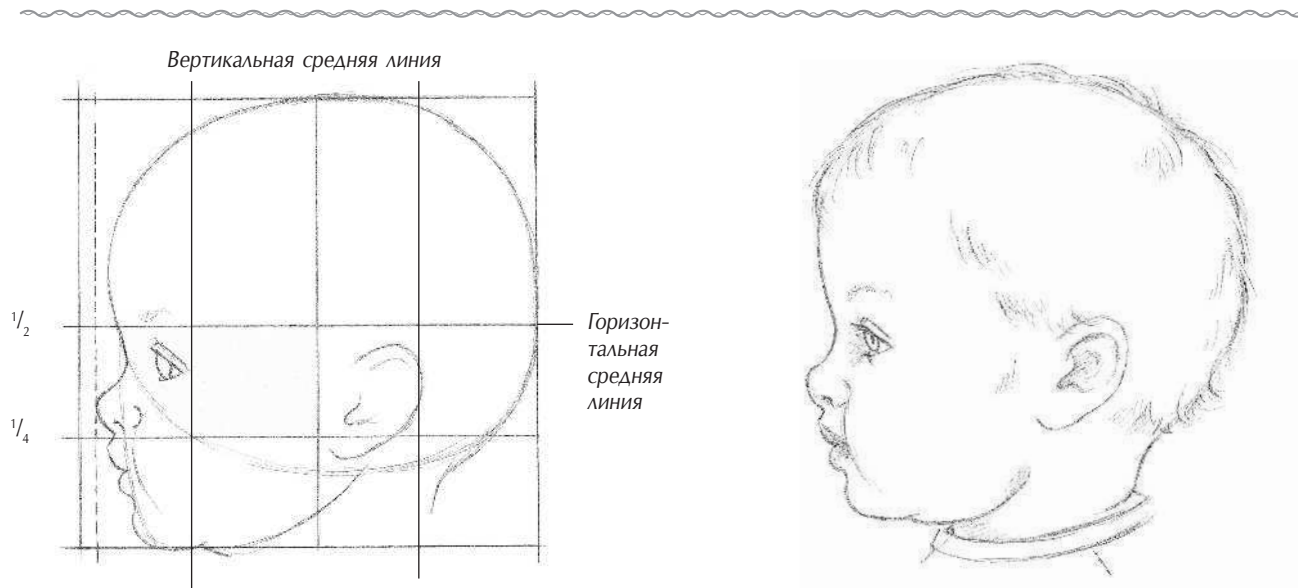 Вертикальная средняя линия
1/2
Горизон-
тальная
средняя
линия
1/4